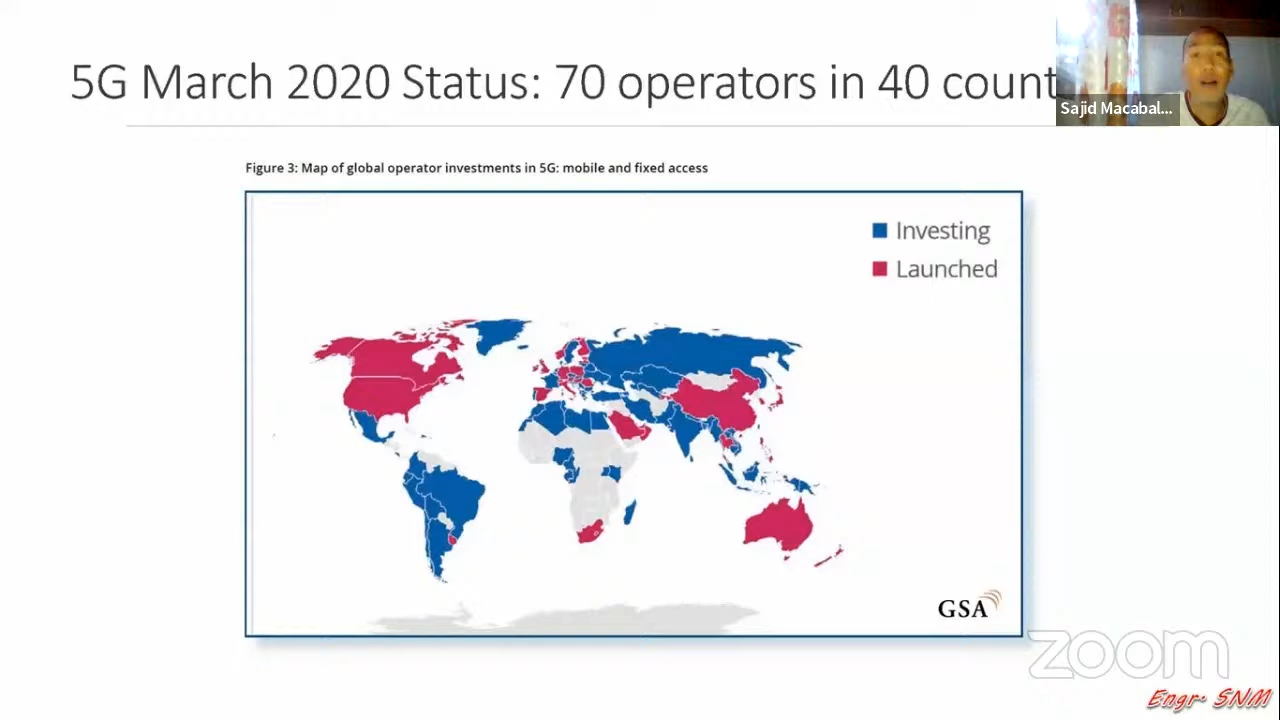 5G March 2020 Status: 70 operators in 40 count
Sajid Macabal...
Figure 3: Map of global operator investments in 5G: mobile and fixed access
Investing
Launched
GSA
zoom
Engr. SNM